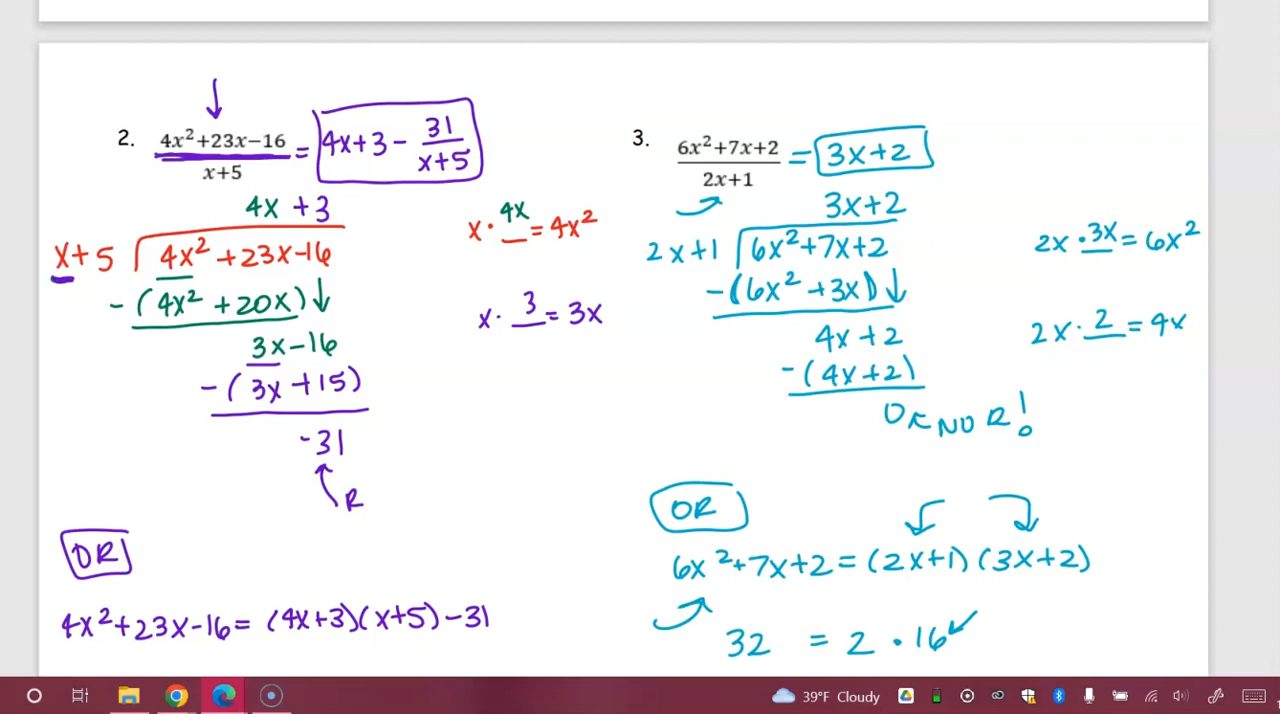 2. 4x²+23x−16 / x+5 = 4x+3 − 31/x+5
4x + 3
x+5 4x² + 23x−16
−(4x² + 20x)↓
3x−16
−(3x + 15)
-31
R
x · 4x = 4x²
x · 3 = 3x
OR
4x²+23x−16 = (4x+3)(x+5)−31
3. 6x²+7x+2 / 2x+1 = 3x+2
3x+2
2x+1 6x²+7x+2
−(6x²+3x)↓
4x+2
−(4x+2)
0 R NO R!
2x · 3x = 6x²
2x · 2 = 4x
OR
6x²+7x+2 = (2x+1)(3x+2)
32 = 2 · 16✓
39°F Cloudy